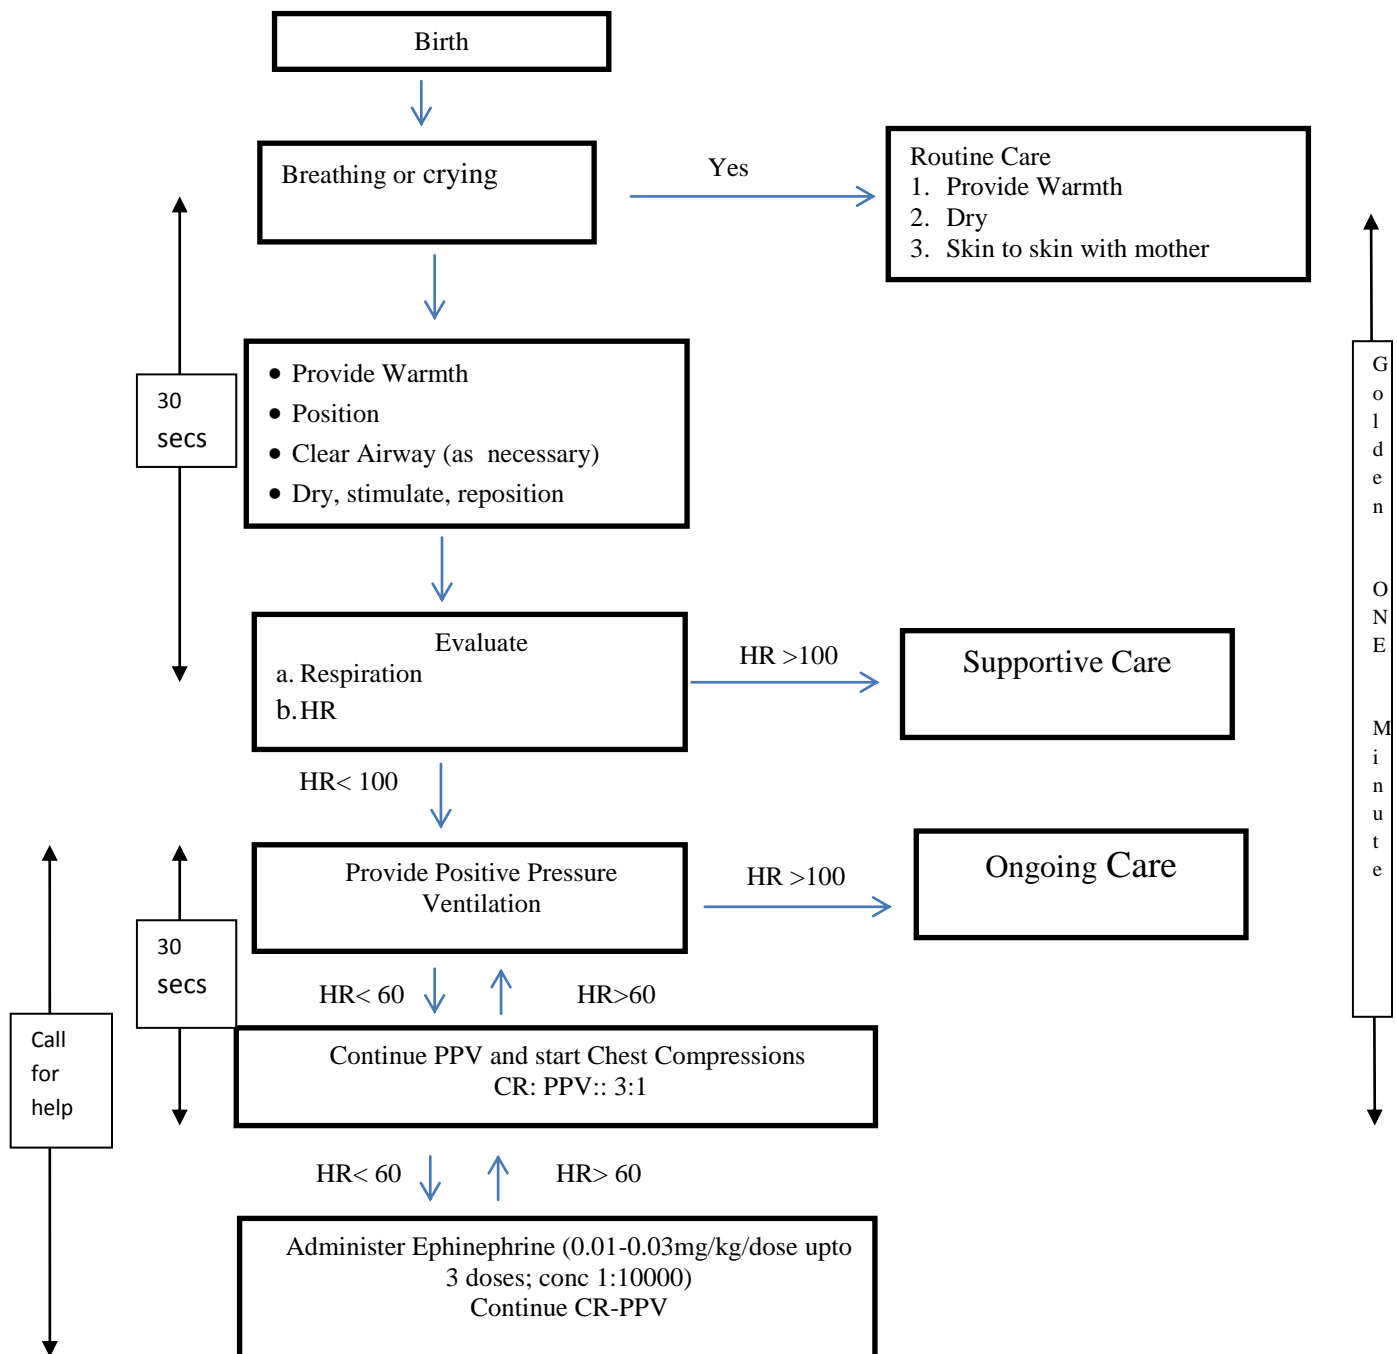 Birth
Breathing or crying
Yes
Routine Care
1. Provide Warmth
2. Dry
3. Skin to skin with mother
30
secs
• Provide Warmth
• Position
• Clear Airway (as necessary)
• Dry, stimulate, reposition
Golden ONE Minute
Evaluate
a. Respiration
b. HR
HR >100
Supportive Care
HR< 100
Provide Positive Pressure
Ventilation
HR >100
Ongoing Care
30
secs
HR< 60
HR>60
Call
for
help
Continue PPV and start Chest Compressions
CR: PPV:: 3:1
HR< 60
HR> 60
Administer Ephinephrine (0.01-0.03mg/kg/dose upto
3 doses; conc 1:10000)
Continue CR-PPV